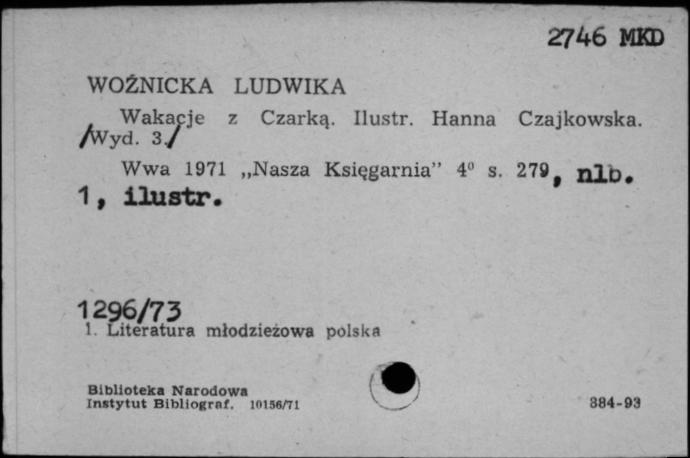 2746 MKD
WOŹNICKA LUDWIKA
Wakacje z Czarką. Ilustr. Hanna Czajkowska.
/Wyd. 3./
Wwa 1971 „Nasza Księgarnia” 4⁰ s. 279, nlb.
1, ilustr.
1296/73
1. Literatura młodzieżowa polska
Biblioteka Narodowa
Instytut Bibliograf. 10156/71
384-93